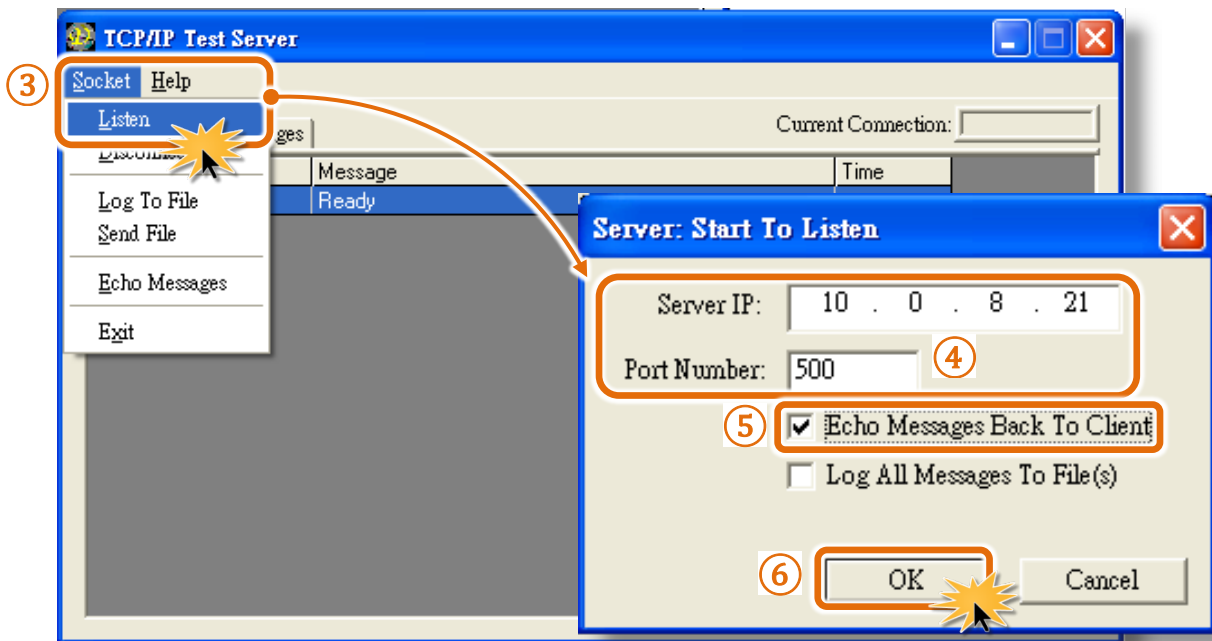 TCP/IP Test Server
③
Socket Help
Listen
ges
Current Connection:
Message Time
Ready
Log To File
Send File
Echo Messages
Exit
Server: Start To Listen
Server IP: 10 . 0 . 8 . 21
Port Number: 500
④
⑤
Echo Messages Back To Client
Log All Messages To File(s)
⑥
OK Cancel